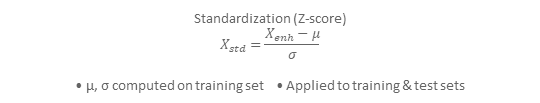 Standardization (Z-score)
X_std = (X_enh − μ) / σ
• μ, σ computed on training set • Applied to training & test sets